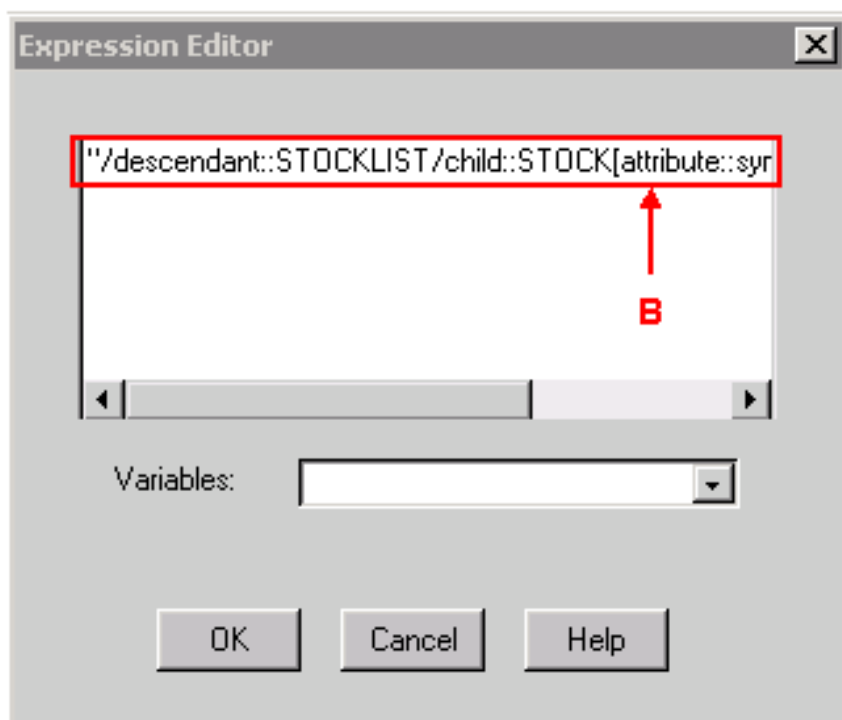 Expression Editor
"/descendant::STOCKLIST/child::STOCK[attribute::syr
B
Variables:
OK Cancel Help